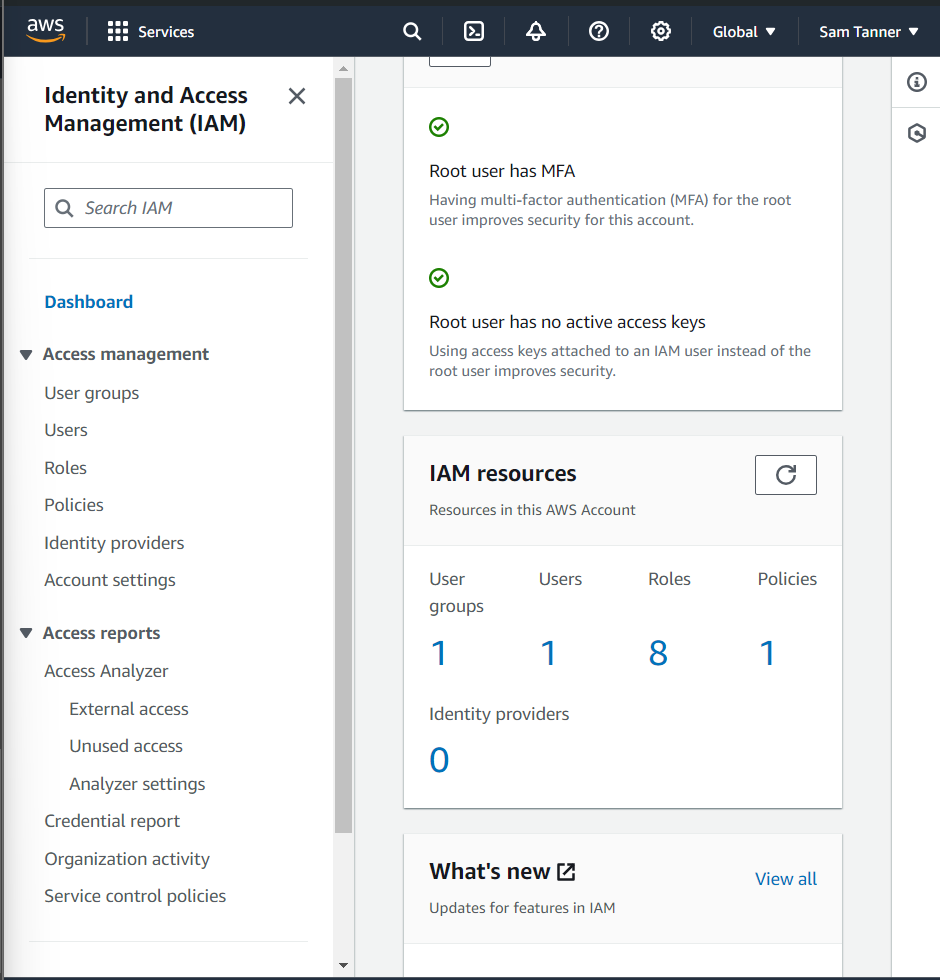 aws
Services
Global
Sam Tanner
Identity and Access
Management (IAM)
Search IAM
Dashboard
Access management
User groups
Users
Roles
Policies
Identity providers
Account settings
Access reports
Access Analyzer
External access
Unused access
Analyzer settings
Credential report
Organization activity
Service control policies
Root user has MFA
Having multi-factor authentication (MFA) for the root
user improves security for this account.
Root user has no active access keys
Using access keys attached to an IAM user instead of the
root user improves security.
IAM resources
Resources in this AWS Account
User
groups
1
Users
1
Roles
8
Policies
1
Identity providers
0
What's new
View all
Updates for features in IAM